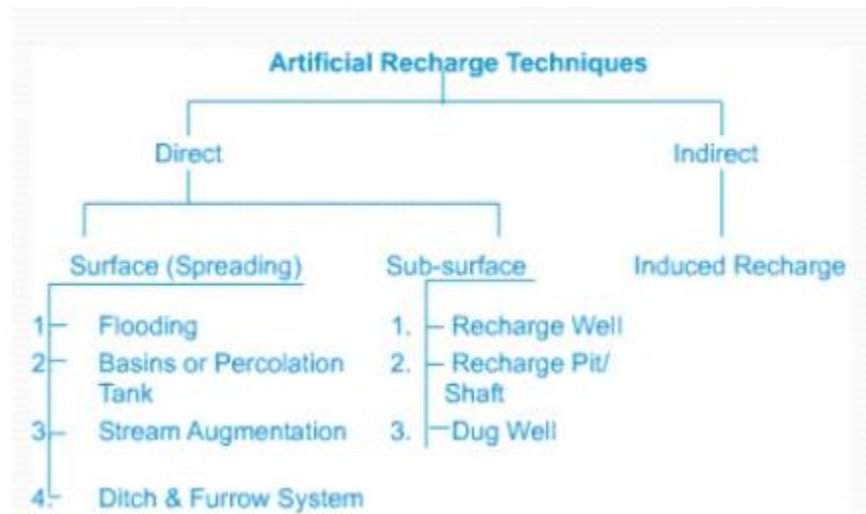 Artificial Recharge Techniques
Direct
Indirect
Surface (Spreading)
Sub-surface
Induced Recharge
1 Flooding
2 Basins or Percolation
Tank
3 Stream Augmentation
4. Ditch & Furrow System
1. Recharge Well
2. Recharge Pit/
Shaft
3. Dug Well